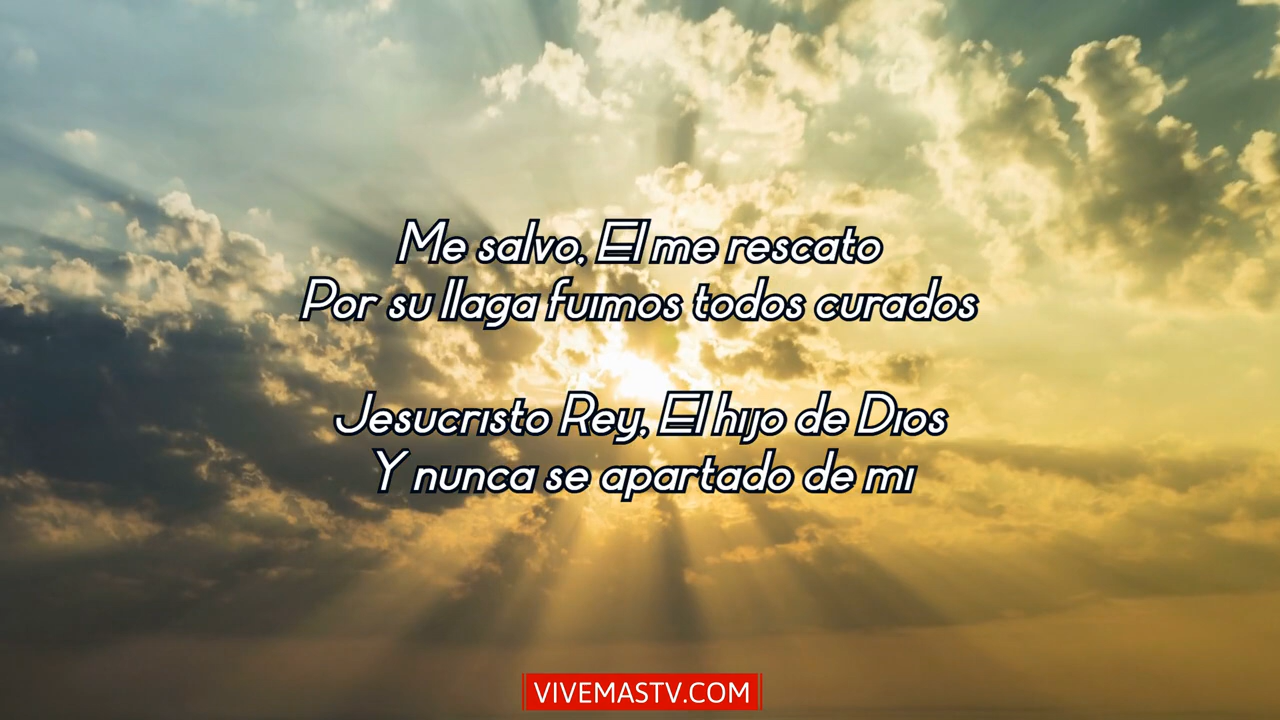 Me salvo, El me rescato
Por su llaga fuimos todos curados
Jesucristo Rey, El hijo de Dios
Y nunca se apartado de mi
VIVEMASTV.COM